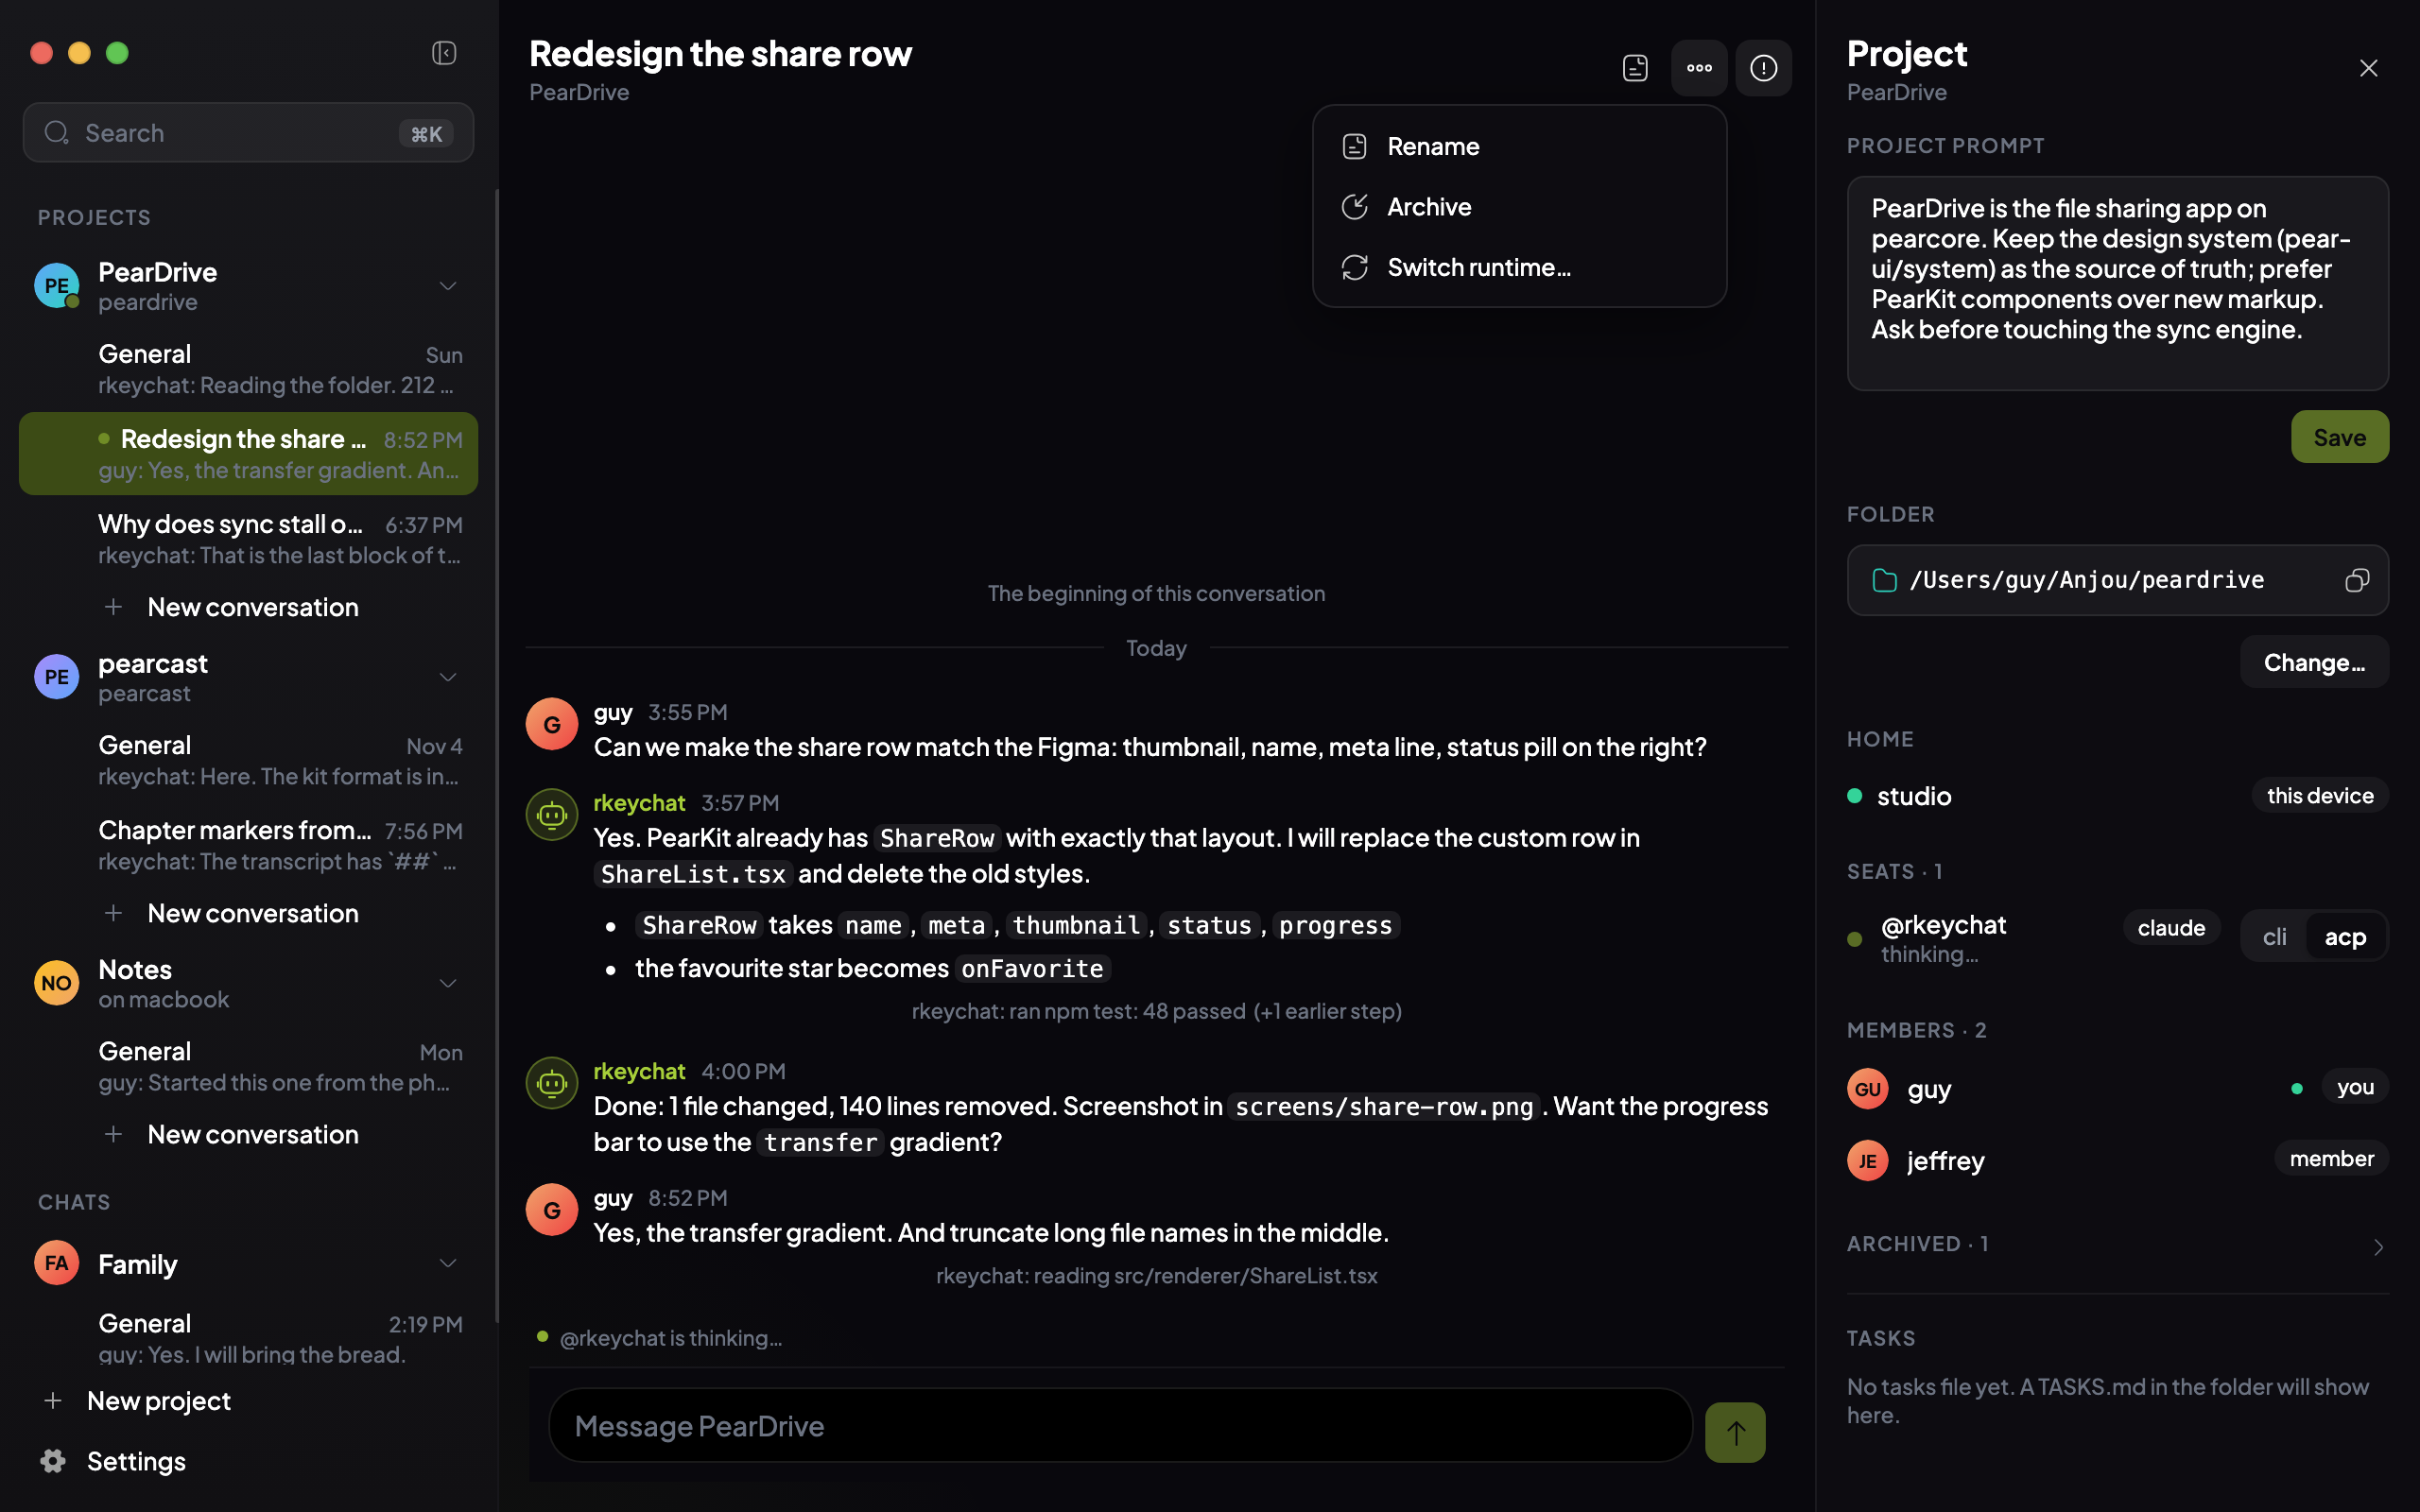 Search
⌘K
PROJECTS
PE
PearDrive
peardrive
General
Sun
rkeychat: Reading the folder. 212 ...
Redesign the share ...
8:52 PM
guy: Yes, the transfer gradient. An...
Why does sync stall o...
6:37 PM
rkeychat: That is the last block of t...
New conversation
PE
pearcast
pearcast
General
Nov 4
rkeychat: Here. The kit format is in...
Chapter markers from...
7:56 PM
rkeychat: The transcript has `##` ...
New conversation
NO
Notes
on macbook
General
Mon
guy: Started this one from the ph...
New conversation
CHATS
FA
Family
General
2:19 PM
guy: Yes. I will bring the bread.
New project
Settings
Redesign the share row
PearDrive
Rename
Archive
Switch runtime...
The beginning of this conversation
Today
G
guy 3:55 PM
Can we make the share row match the Figma: thumbnail, name, meta line, status pill on the right?
rkeychat 3:57 PM
Yes. PearKit already has ShareRow with exactly that layout. I will replace the custom row in
ShareList.tsx and delete the old styles.
• ShareRow takes name, meta, thumbnail, status, progress
• the favourite star becomes onFavorite
rkeychat: ran npm test: 48 passed (+1 earlier step)
rkeychat 4:00 PM
Done: 1 file changed, 140 lines removed. Screenshot in screens/share-row.png. Want the progress
bar to use the transfer gradient?
G
guy 8:52 PM
Yes, the transfer gradient. And truncate long file names in the middle.
rkeychat: reading src/renderer/ShareList.tsx
@rkeychat is thinking...
Message PearDrive
Project
PearDrive
PROJECT PROMPT
PearDrive is the file sharing app on
pearcore. Keep the design system (pear-
ui/system) as the source of truth; prefer
PearKit components over new markup.
Ask before touching the sync engine.
Save
FOLDER
/Users/guy/Anjou/peardrive
Change...
HOME
studio
this device
SEATS · 1
@rkeychat
thinking...
claude
cli
acp
MEMBERS · 2
GU
guy
you
JE
jeffrey
member
ARCHIVED · 1
TASKS
No tasks file yet. A TASKS.md in the folder will show
here.